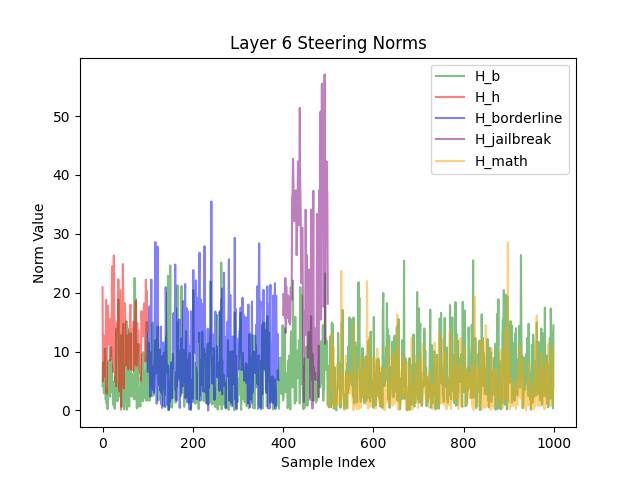 Layer 6 Steering Norms
H_b
H_h
H_borderline
H_jailbreak
H_math
Norm Value
50
40
30
20
10
0
0 200 400 600 800 1000
Sample Index